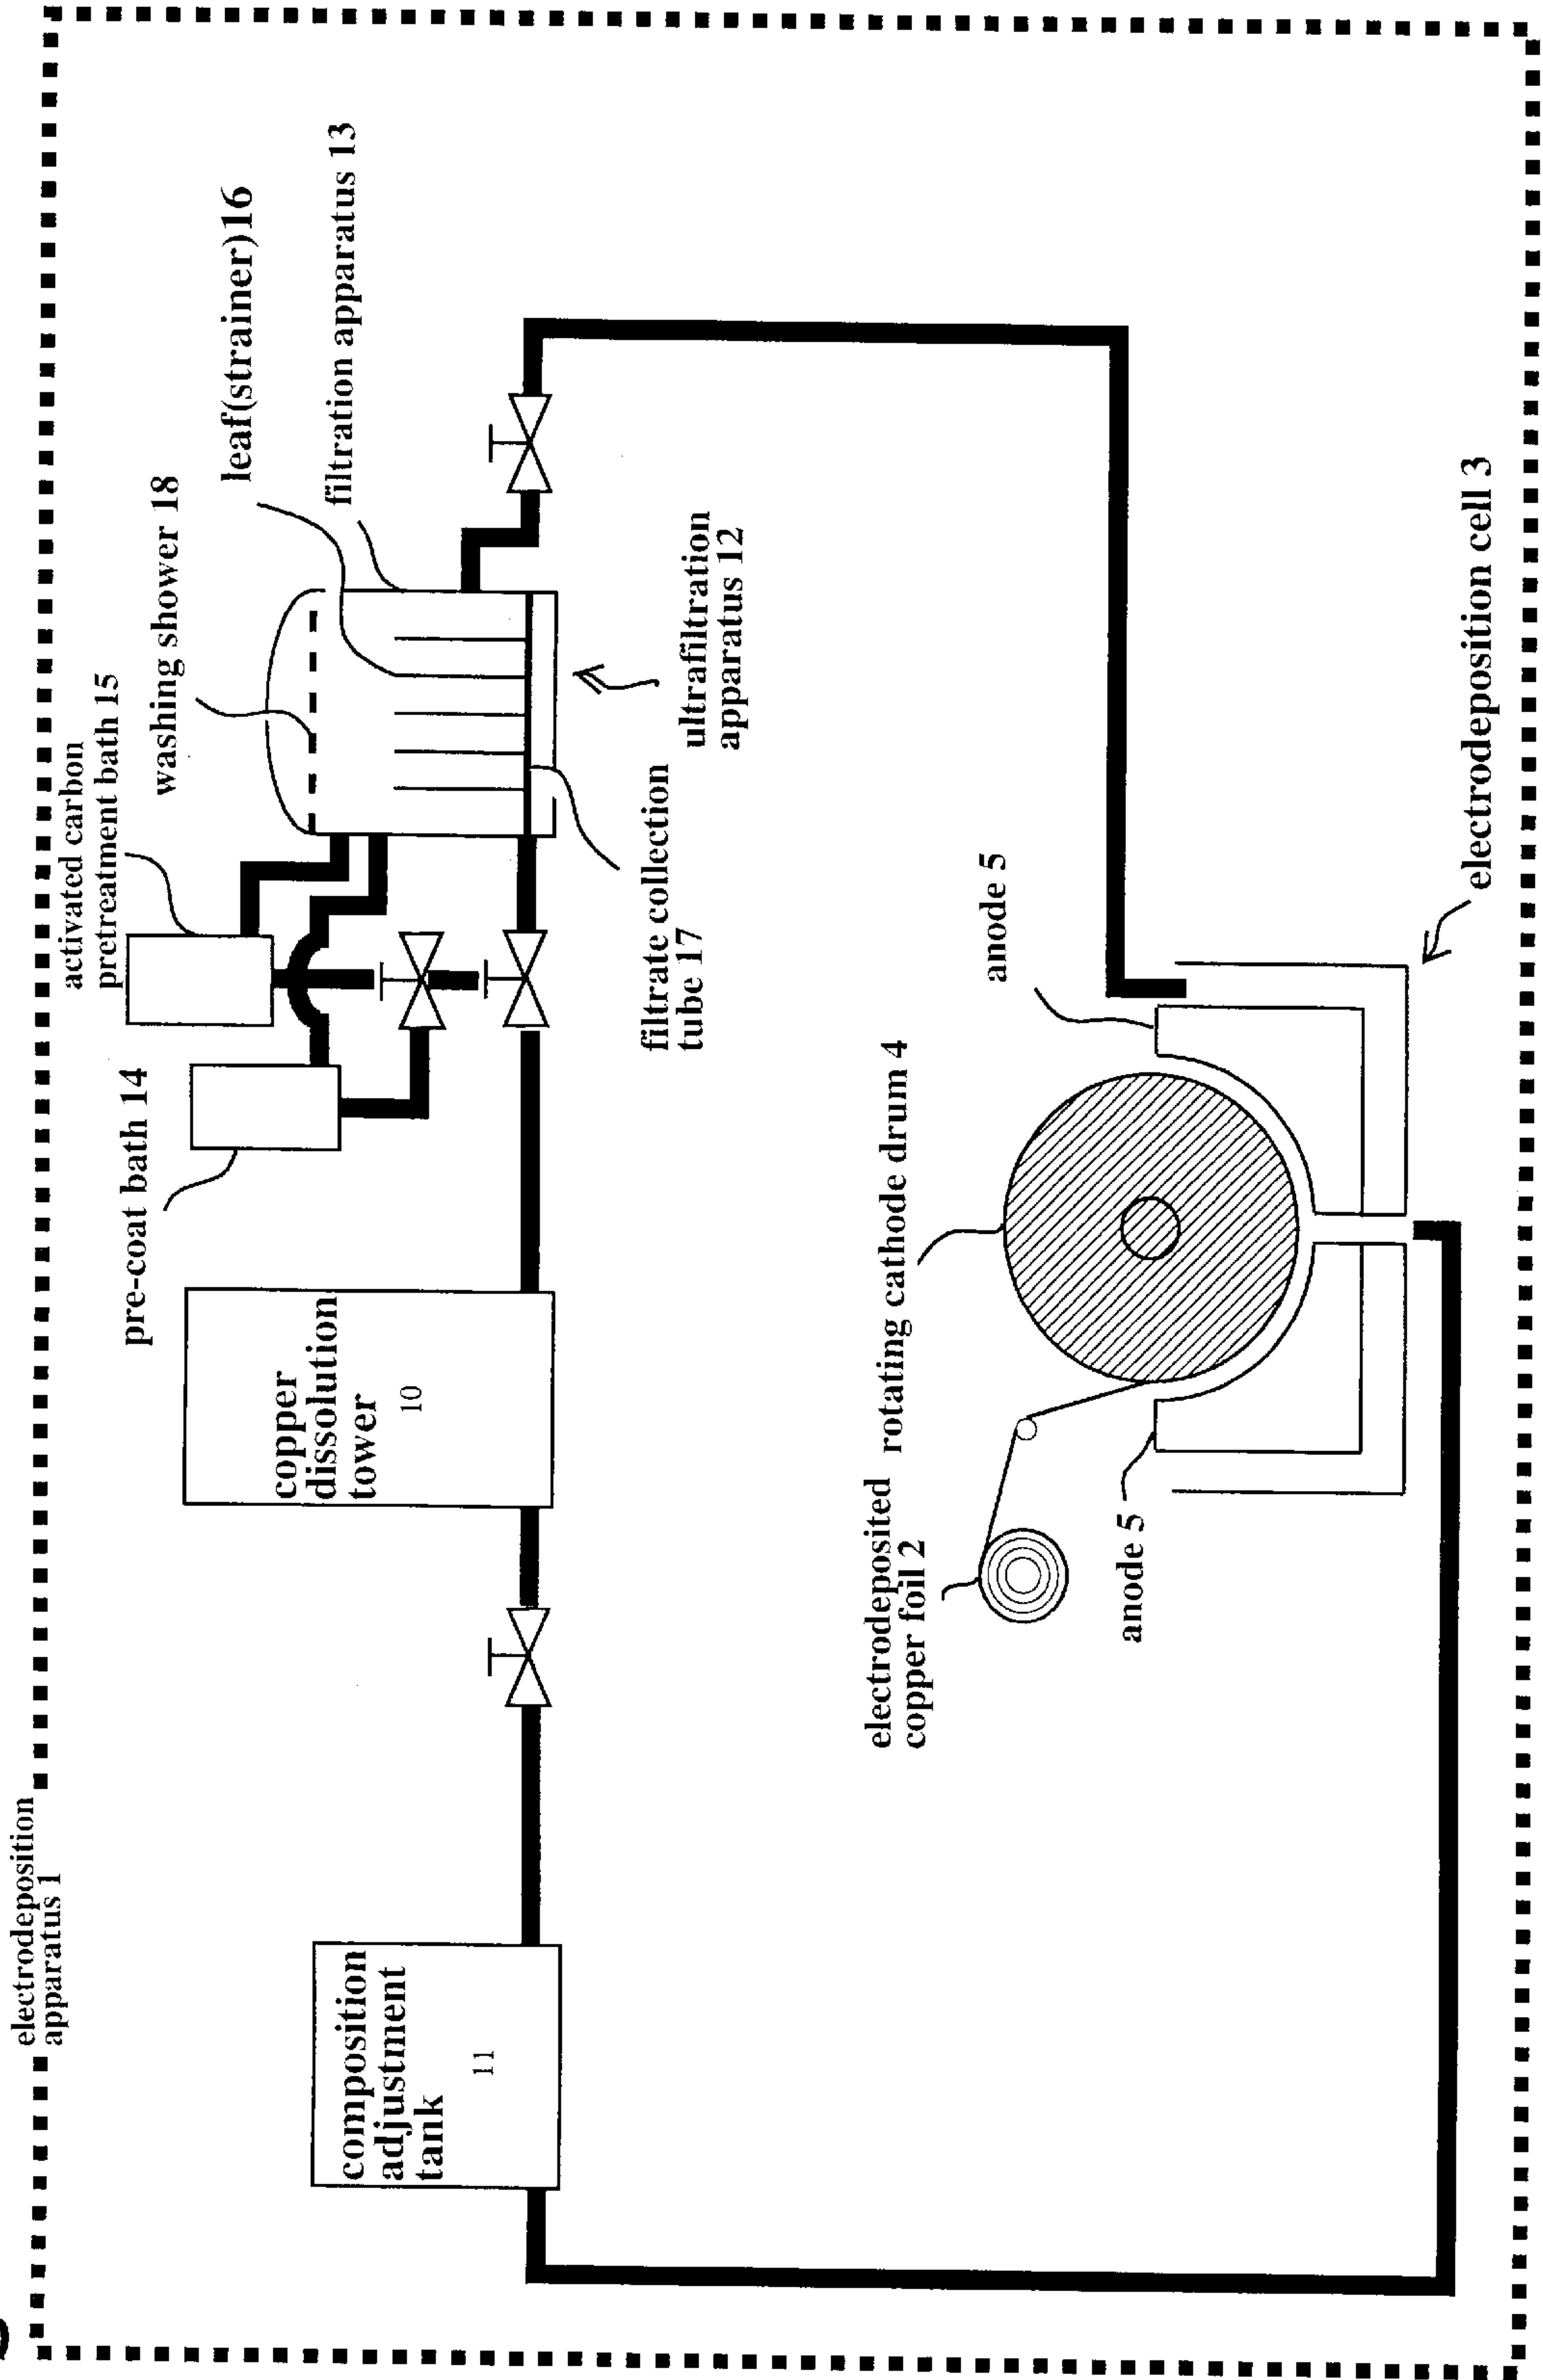 electrodeposition
apparatus 1
composition
adjustment
tank
11
copper
dissolution
tower
10
pre-coat bath 14
activated carbon
pretreatment bath 15
washing shower 18
leaf(strainer)16
filtration apparatus 13
filtrate collection
tube 17
ultrafiltration
apparatus 12
electrodeposited
copper foil 2
rotating cathode drum 4
anode 5
anode 5
electrodeposition cell 3